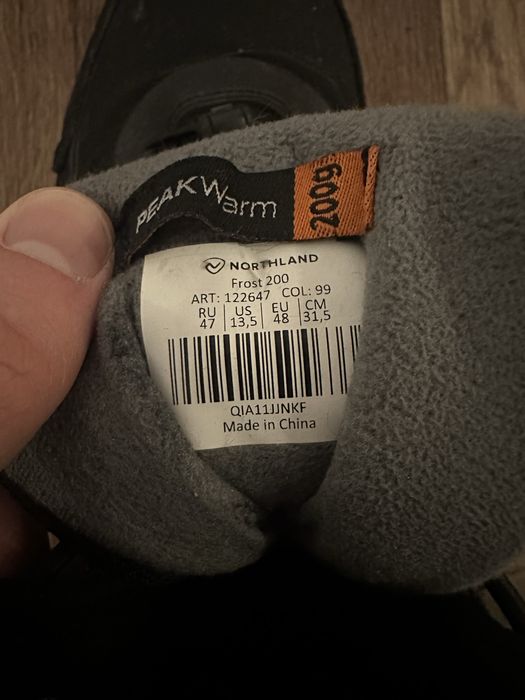 PEAKWarm 200g
NORTHLAND
Frost 200
ART: 122647 COL: 99
RU US EU CM
47 13,5 48 31,5
QIA11JJNKF
Made in China